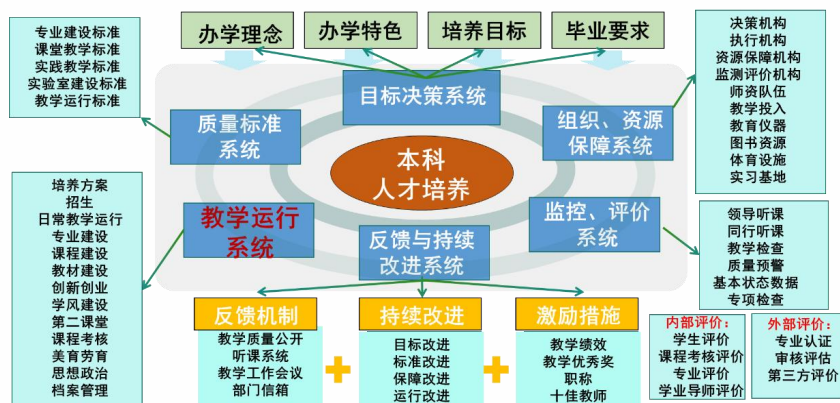 办学理念
办学特色
培养目标
毕业要求
专业建设标准
课堂教学标准
实践教学标准
实验室建设标准
教学运行标准
目标决策系统
质量标准
系统
组织、资源
保障系统
决策机构
执行机构
资源保障机构
监测评价机构
师资队伍
教学投入
教育仪器
图书资源
体育设施
实习基地
本科
人才培养
培养方案
招生
日常教学运行
专业建设
课程建设
教材建设
创新创业
学风建设
第二课堂
课程考核
美育劳育
思想政治
档案管理
教学运行
系统
反馈与持续
改进系统
监控、评价
系统
领导听课
同行听课
教学检查
质量预警
基本状态数据
专项检查
反馈机制
教学质量公开
听课系统
教学工作会议
部门信箱
持续改进
目标改进
标准改进
保障改进
运行改进
激励措施
教学绩效
教学优秀奖
职称
十佳教师
内部评价：
学生评价
课程考核评价
专业评价
学业导师评价
外部评价：
专业认证
审核评估
第三方评价